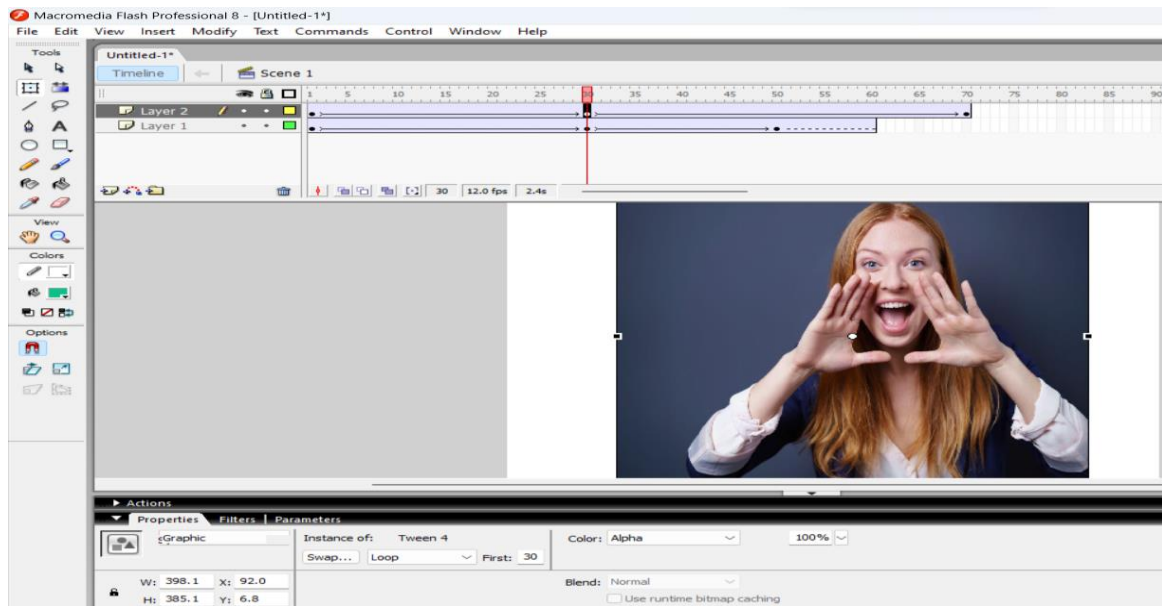 Macromedia Flash Professional 8 - [Untitled-1*]
File Edit View Insert Modify Text Commands Control Window Help
Tools
Untitled-1*
Timeline Scene 1
1 5 10 15 20 25 30 35 40 45 50 55 60 65 70 75 80 85 90
Layer 2
Layer 1
30 12.0 fps 2.4s
View
Colors
Options
Actions
Properties Filters Parameters
Graphic Instance of: Tween 4 Color: Alpha 100%
Swap... Loop First: 30
W: 398.1 X: 92.0 Blend: Normal
H: 385.1 Y: 6.8 Use runtime bitmap caching